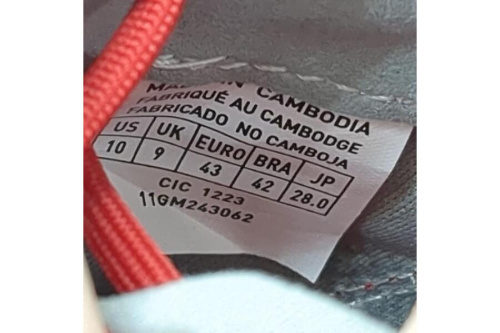 MADE IN CAMBODIA
FABRIQUÉ AU CAMBODGE
FABRICADO NO CAMBOJA
US UK EURO BRA JP
10 9 43 42 28.0
CIC 1223
11GM243062